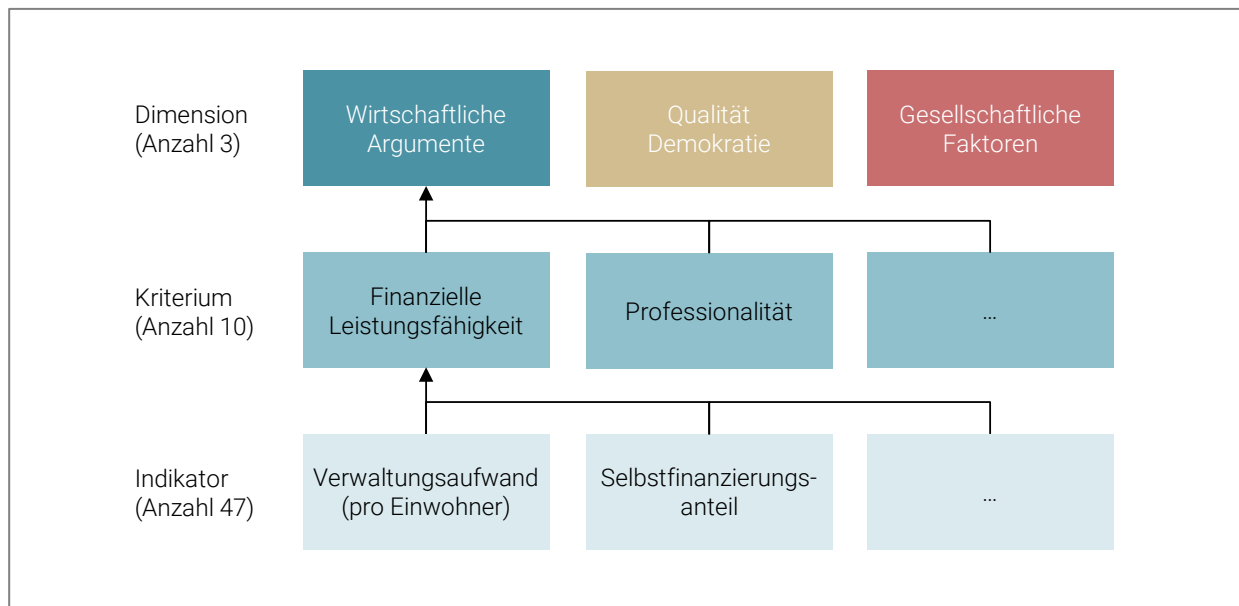 Dimension
(Anzahl 3)
Wirtschaftliche
Argumente
Qualität
Demokratie
Gesellschaftliche
Faktoren
Kriterium
(Anzahl 10)
Finanzielle
Leistungsfähigkeit
Professionalität
...
Indikator
(Anzahl 47)
Verwaltungsaufwand
(pro Einwohner)
Selbstfinanzierungs-
anteil
...